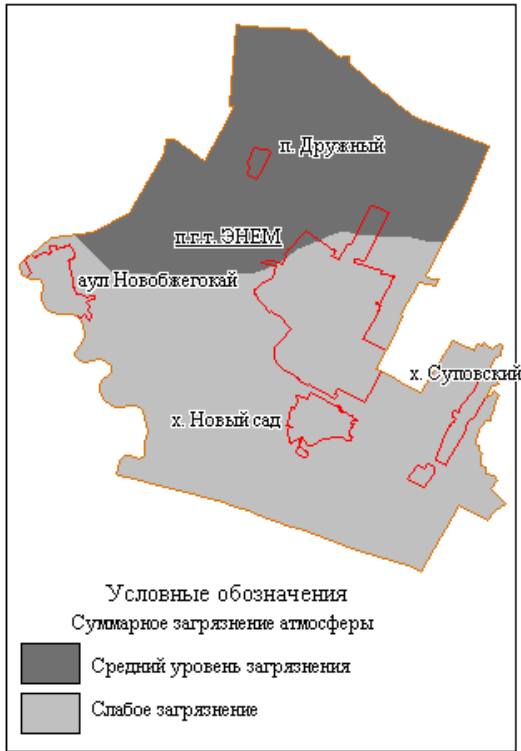 п. Дружный
п.г.т. ЭНЕМ
аул Новобжегокай
х. Суповский
х. Новый сад
Условные обозначения
Суммарное загрязнение атмосферы
Средний уровень загрязнения
Слабое загрязнение